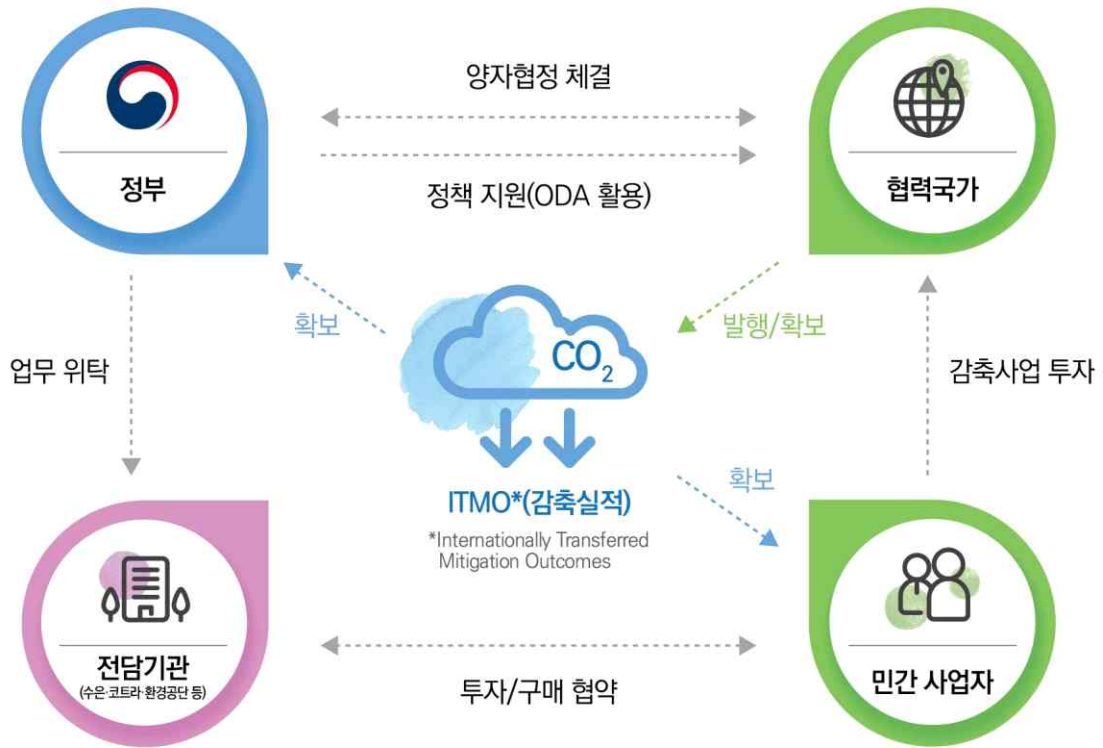 양자협정 체결
정부
협력국가
정책 지원(ODA 활용)
확보
발행/확보
CO₂
업무 위탁
감축사업 투자
확보
ITMO*(감축실적)
*Internationally Transferred
Mitigation Outcomes
전담기관
(수은·코트라·환경공단 등)
민간 사업자
투자/구매 협약